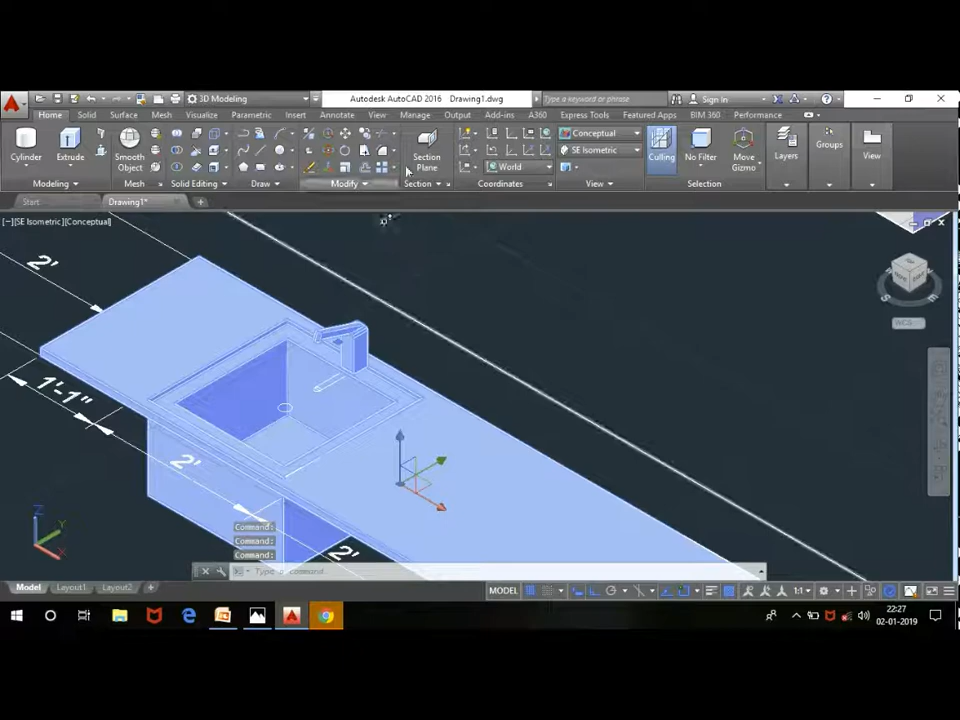 3D Modeling
Autodesk AutoCAD 2016 Drawing1.dwg
Type a keyword or phrase
Sign In
Home Solid Surface Mesh Visualize Parametric Insert Annotate View Manage Output Add-ins A360 Express Tools Featured Apps BIM 360 Performance
Conceptual
SE Isometric
World
Cylinder Extrude Smooth Object Section Plane Culling No Filter Move Gizmo Layers Groups View
Modeling Mesh Solid Editing Draw Modify Section Coordinates View Selection
Start Drawing1* +
[−][SE Isometric][Conceptual]
TOP
S E
WCS
2'
1'-1"
2'
2'
Z
Y
X
Command:
Command:
Command:
Type a command
Model Layout1 Layout2 +
MODEL 1:1
22:27
02-01-2019